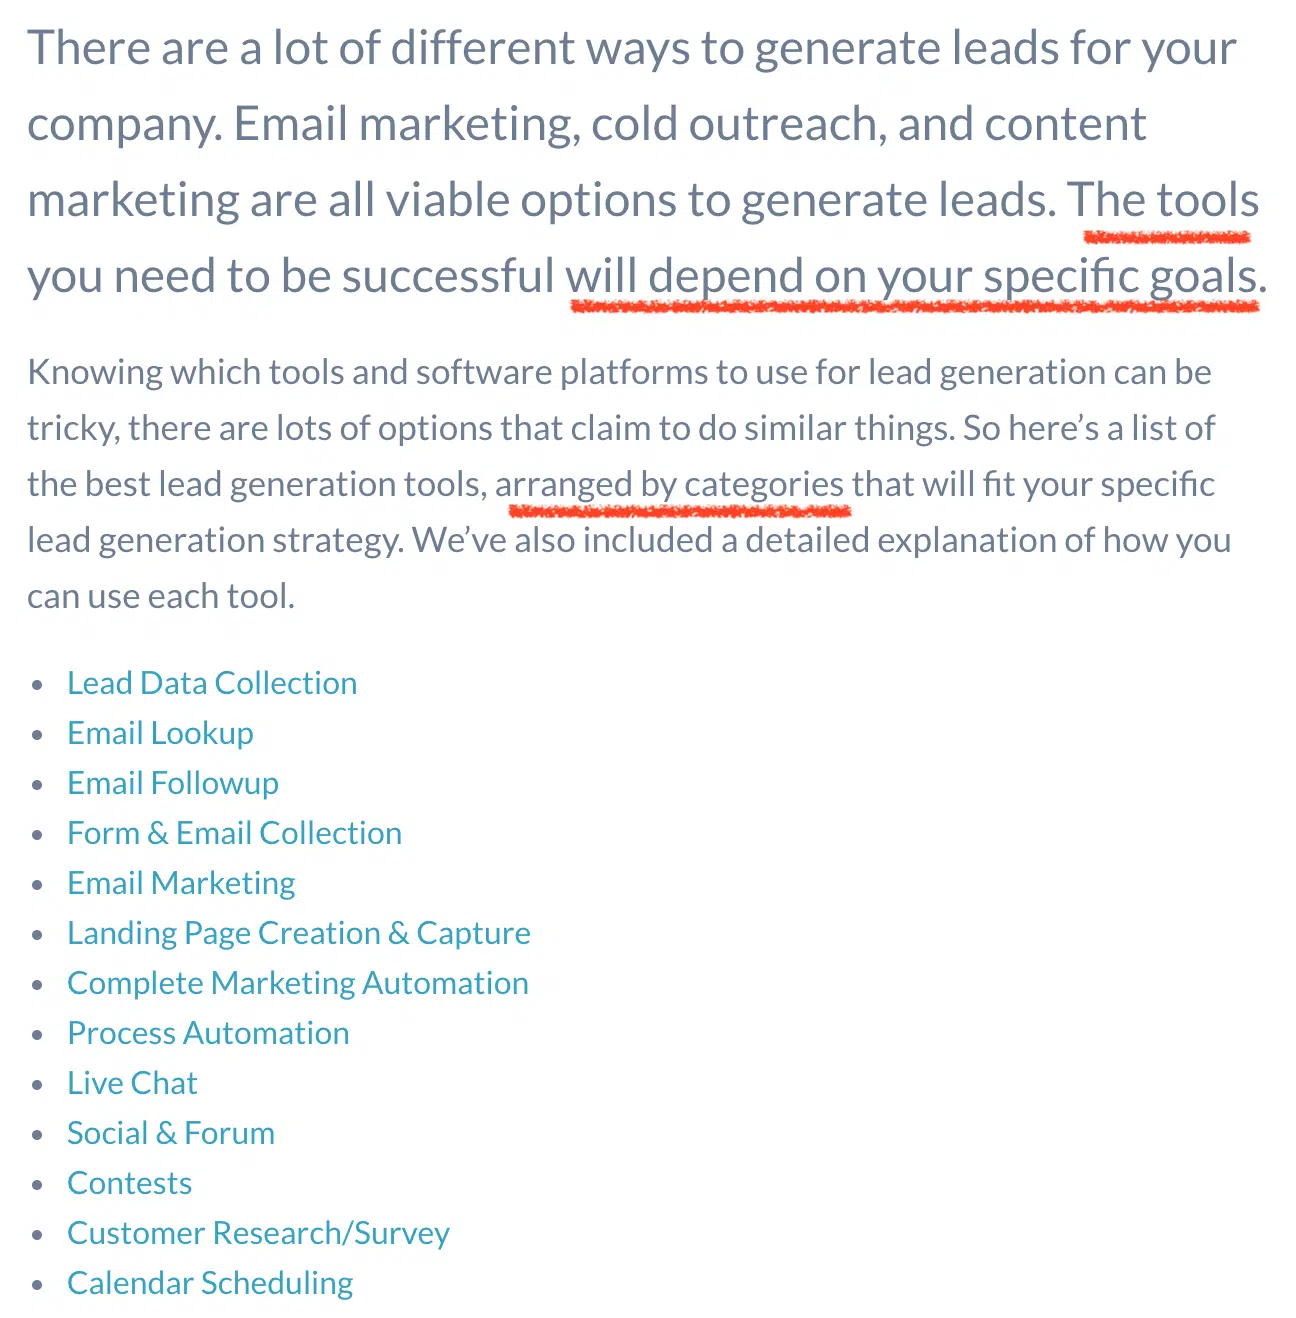 There are a lot of different ways to generate leads for your
company. Email marketing, cold outreach, and content
marketing are all viable options to generate leads. The tools
you need to be successful will depend on your specific goals.
Knowing which tools and software platforms to use for lead generation can be
tricky, there are lots of options that claim to do similar things. So here’s a list of
the best lead generation tools, arranged by categories that will fit your specific
lead generation strategy. We’ve also included a detailed explanation of how you
can use each tool.
• Lead Data Collection
• Email Lookup
• Email Followup
• Form & Email Collection
• Email Marketing
• Landing Page Creation & Capture
• Complete Marketing Automation
• Process Automation
• Live Chat
• Social & Forum
• Contests
• Customer Research/Survey
• Calendar Scheduling